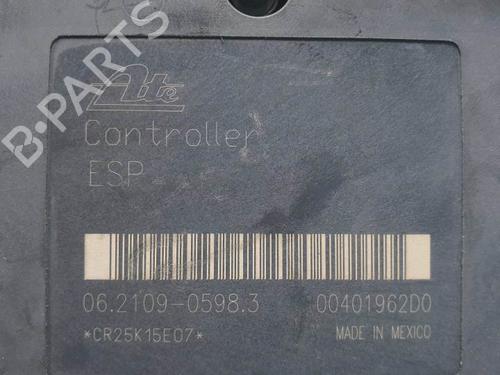 B-PARTS
Ate
Controller
ESP
06.2109-0598.3 00401962D0
*CR25K15E07* MADE IN MEXICO